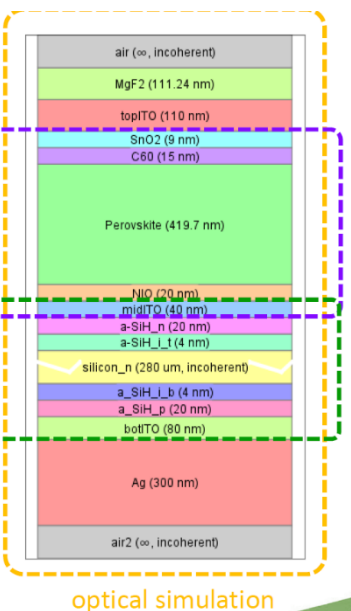 air (∞, incoherent)
MgF2 (111.24 nm)
topITO (110 nm)
SnO2 (9 nm)
C60 (15 nm)
Perovskite (419.7 nm)
NIO (20 nm)
midITO (40 nm)
a-SiH_n (20 nm)
a-SiH_i_t (4 nm)
silicon_n (280 um, incoherent)
a_SiH_i_b (4 nm)
a_SiH_p (20 nm)
botITO (80 nm)
Ag (300 nm)
air2 (∞, incoherent)
optical simulation